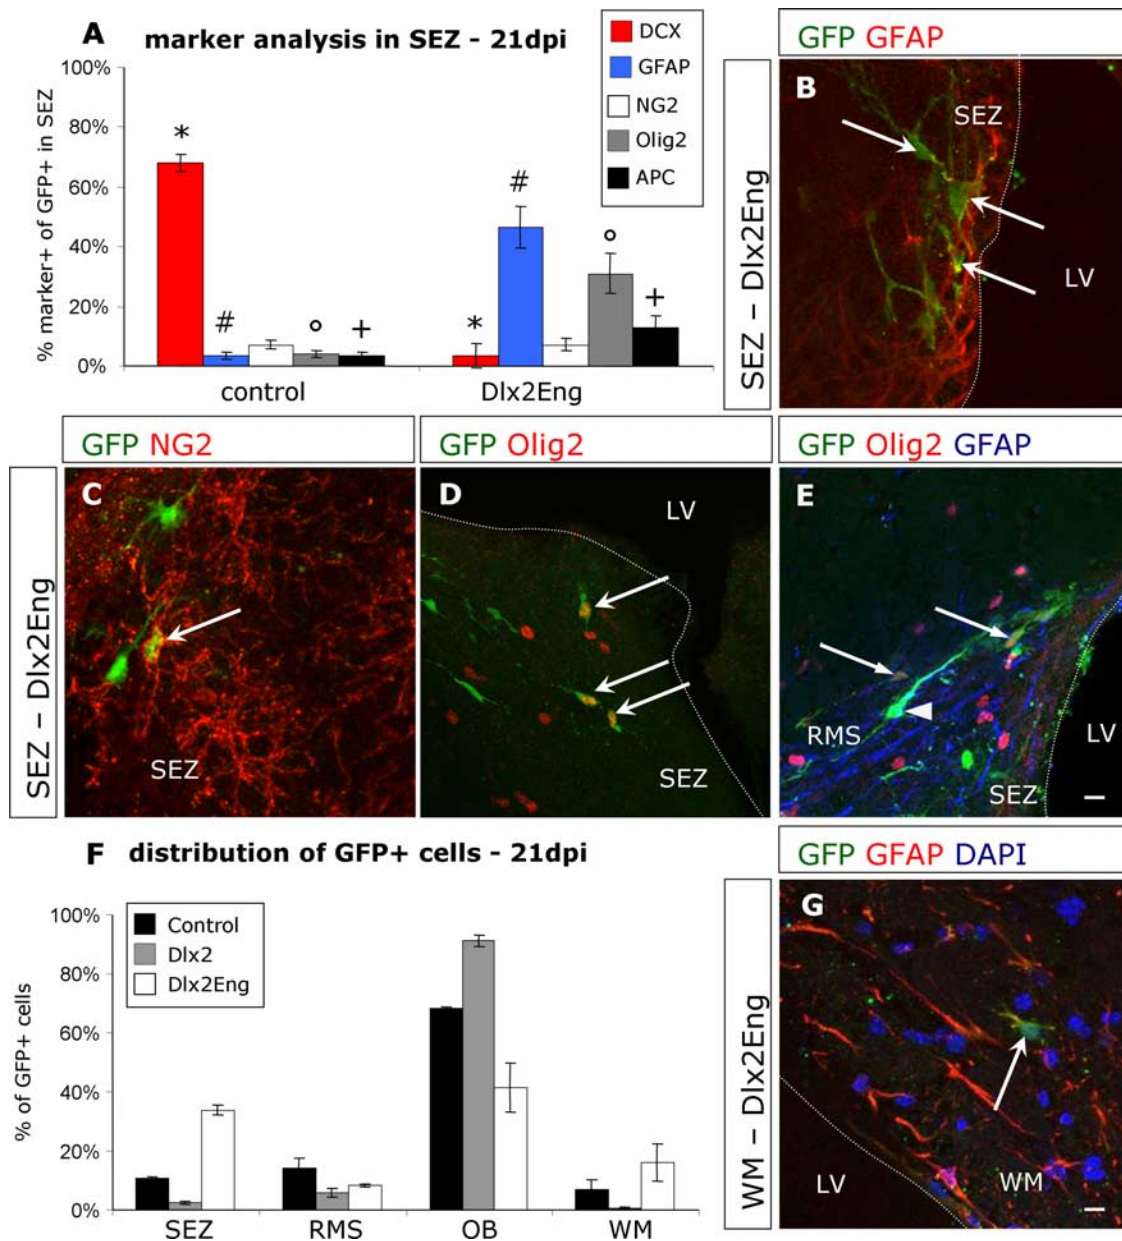 A marker analysis in SEZ - 21dpi
% marker+ of GFP+ in SEZ
100%
80%
60%
40%
20%
0%
DCX
GFAP
NG2
Olig2
APC
*
#
°
+
*
#
°
+
control
Dlx2Eng
GFP GFAP
SEZ – Dlx2Eng
B
SEZ
LV
GFP NG2
SEZ – Dlx2Eng
C
SEZ
GFP Olig2
D
LV
SEZ
GFP Olig2 GFAP
E
RMS
LV
SEZ
F distribution of GFP+ cells - 21dpi
% of GFP+ cells
100%
80%
60%
40%
20%
0%
Control
Dlx2
Dlx2Eng
SEZ
RMS
OB
WM
GFP GFAP DAPI
WM – Dlx2Eng
G
LV
WM